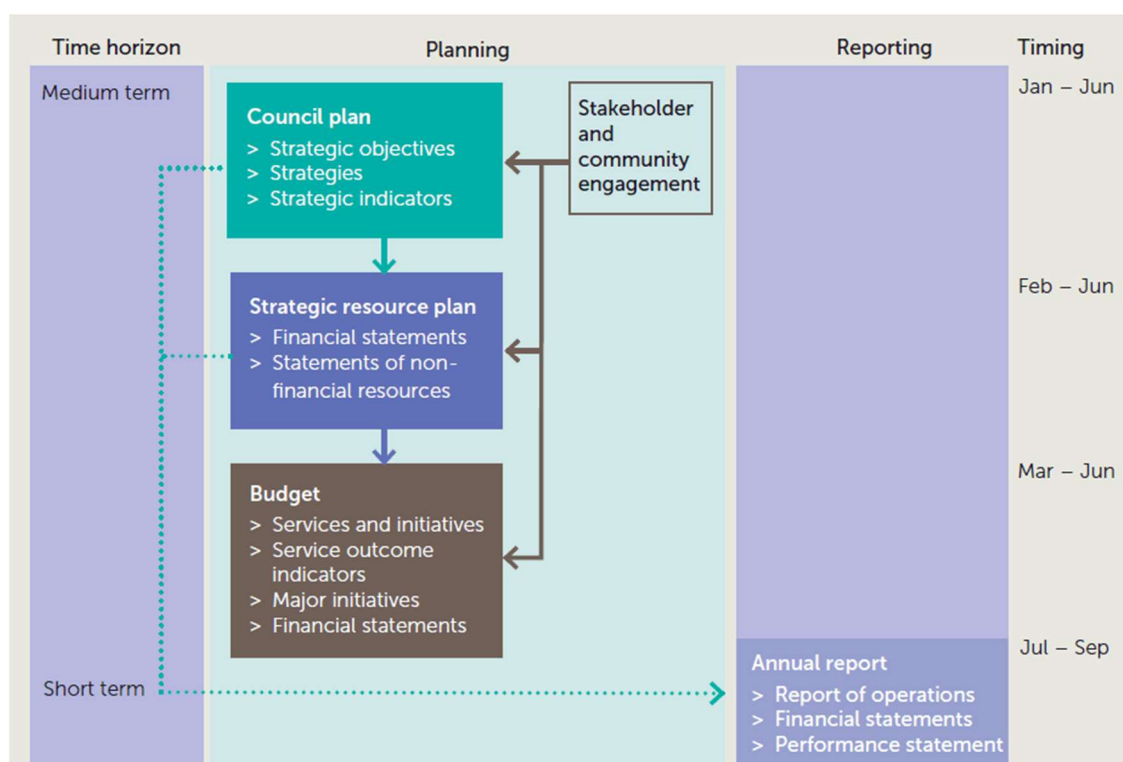 Time horizon
Planning
Reporting
Timing
Medium term
Jan – Jun
Council plan
> Strategic objectives
> Strategies
> Strategic indicators
Stakeholder
and
community
engagement
Feb – Jun
Strategic resource plan
> Financial statements
> Statements of non-
financial resources
Mar – Jun
Budget
> Services and initiatives
> Service outcome
indicators
> Major initiatives
> Financial statements
Jul – Sep
Short term
Annual report
> Report of operations
> Financial statements
> Performance statement